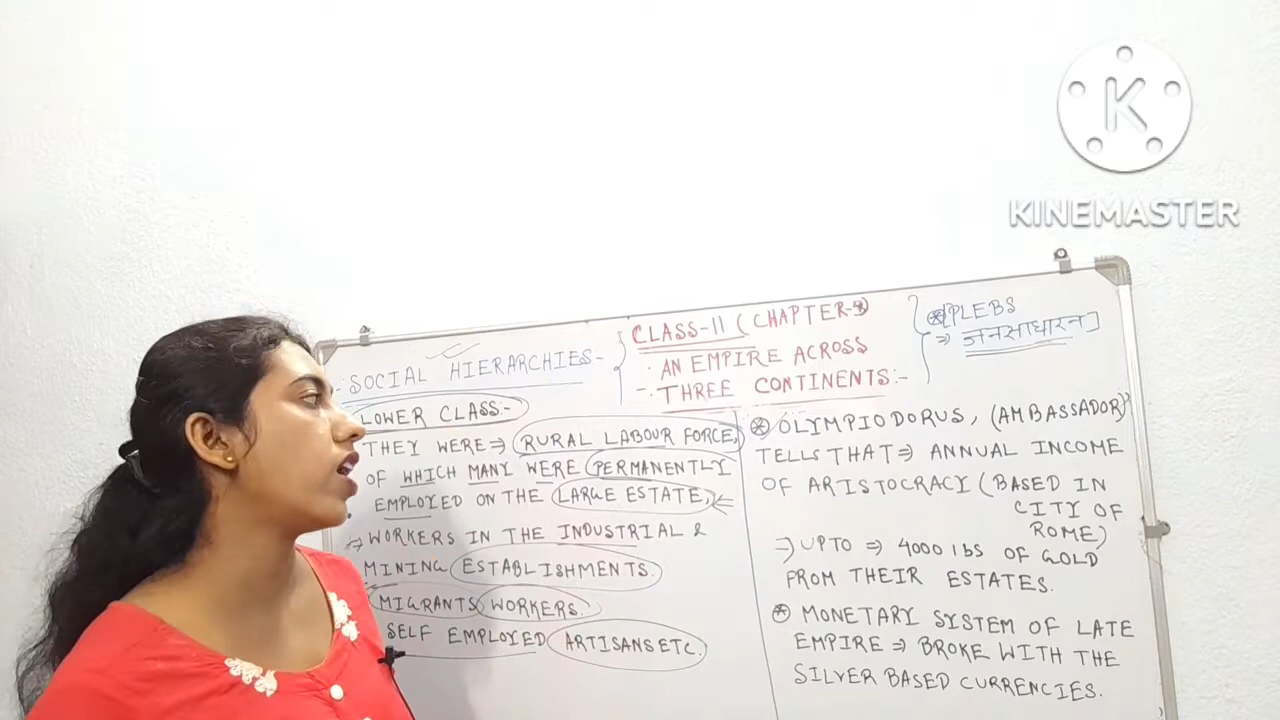 KINEMASTER
-. SOCIAL HIERARCHIES-
CLASS-11 (CHAPTER-
. AN EMPIRE ACROSS
- THREE CONTINENTS:-
PLEBS
⇒ जनसाधारन]
LOWER CLASS:-
THEY WERE ⇒ RURAL LABOUR FORCE,
OF WHICH MANY WERE PERMANENTLY
EMPLOYED ON THE LARGE ESTATE,
⇒ WORKERS IN THE INDUSTRIAL &
MINING ESTABLISHMENTS.
MIGRANTS WORKERS.
SELF EMPLOYED ARTISANS ETC.
OLYMPIODORUS, (AMBASSADOR)
TELLS THAT ⇒ ANNUAL INCOME
OF ARISTOCRACY (BASED IN
CITY OF
ROME)
⇒ UPTO ⇒ 4000 lbs OF GOLD
FROM THEIR ESTATES.
MONETARY SYSTEM OF LATE
EMPIRE ⇒ BROKE WITH THE
SILVER BASED CURRENCIES.